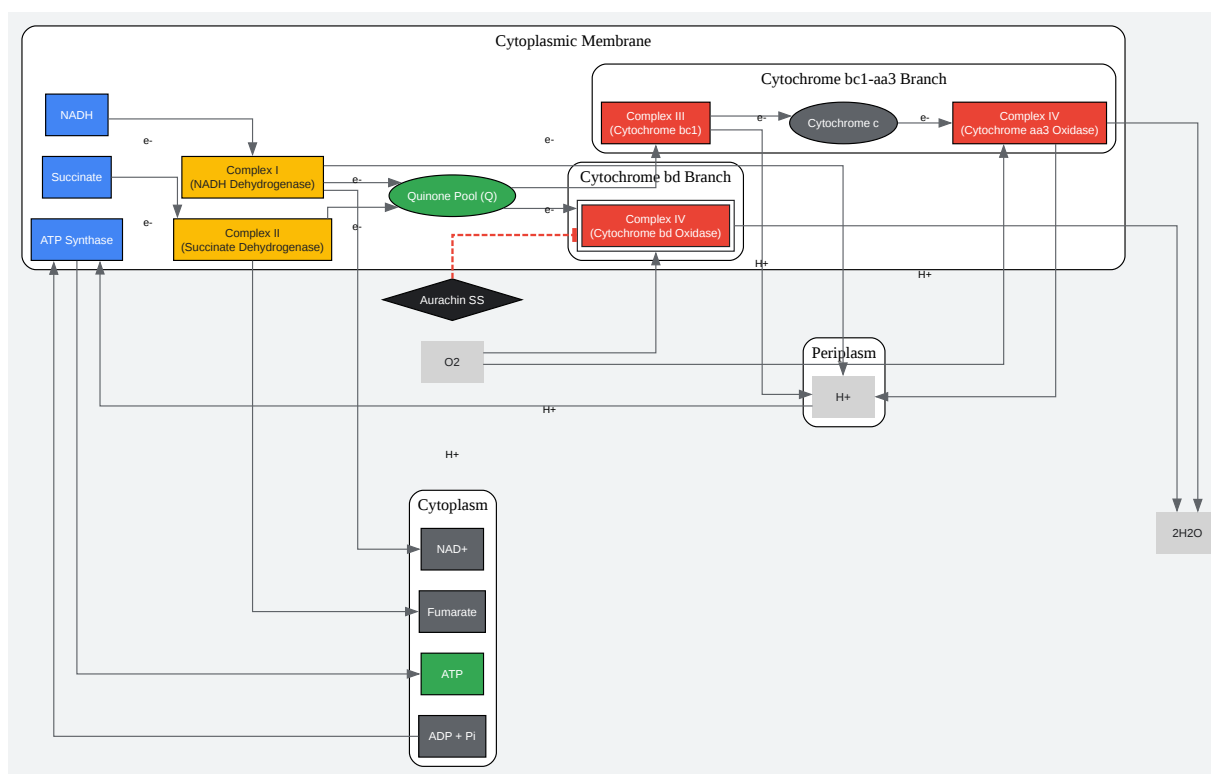 Cytoplasmic Membrane
Cytochrome bc1-aa3 Branch
NADH
Complex III
(Cytochrome bc1)
e-
Cytochrome c
e-
Complex IV
(Cytochrome aa3 Oxidase)
e-
e-
Succinate
Complex I
(NADH Dehydrogenase)
e-
Quinone Pool (Q)
Cytochrome bd Branch
e-
Complex IV
(Cytochrome bd Oxidase)
ATP Synthase
e-
Complex II
(Succinate Dehydrogenase)
e-
H+
H+
Aurachin SS
O2
Periplasm
H+
H+
H+
Cytoplasm
NAD+
2H2O
Fumarate
ATP
ADP + Pi